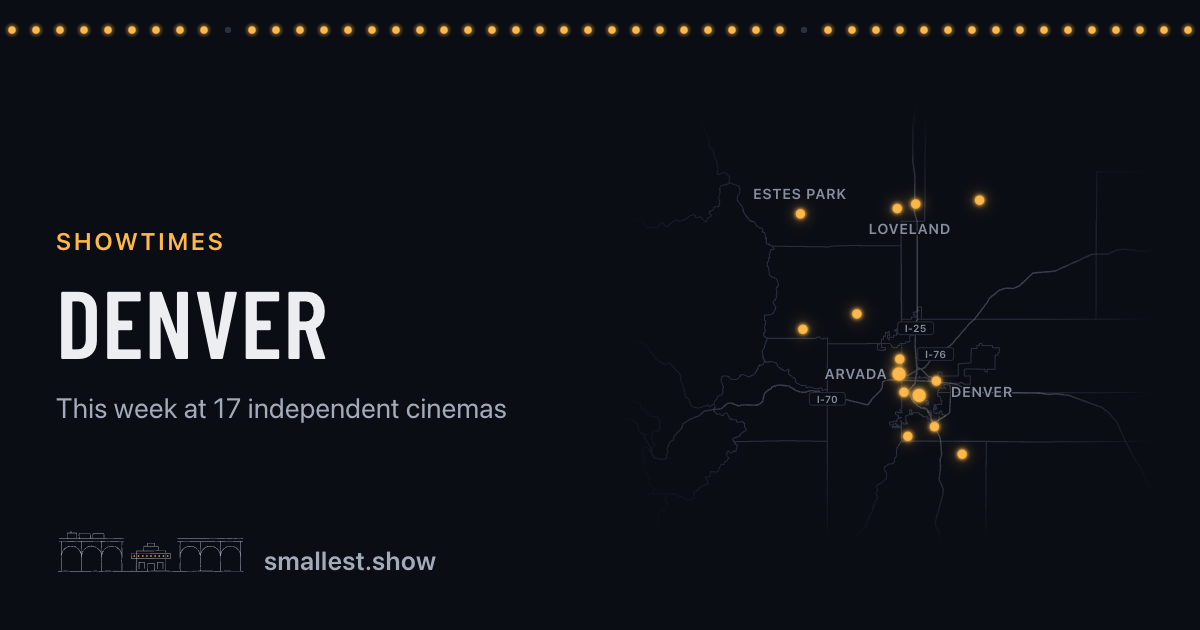 SHOWTIMES
DENVER
This week at 17 independent cinemas
smallest.show
ESTES PARK
LOVELAND
I-25
I-76
ARVADA
DENVER
I-70